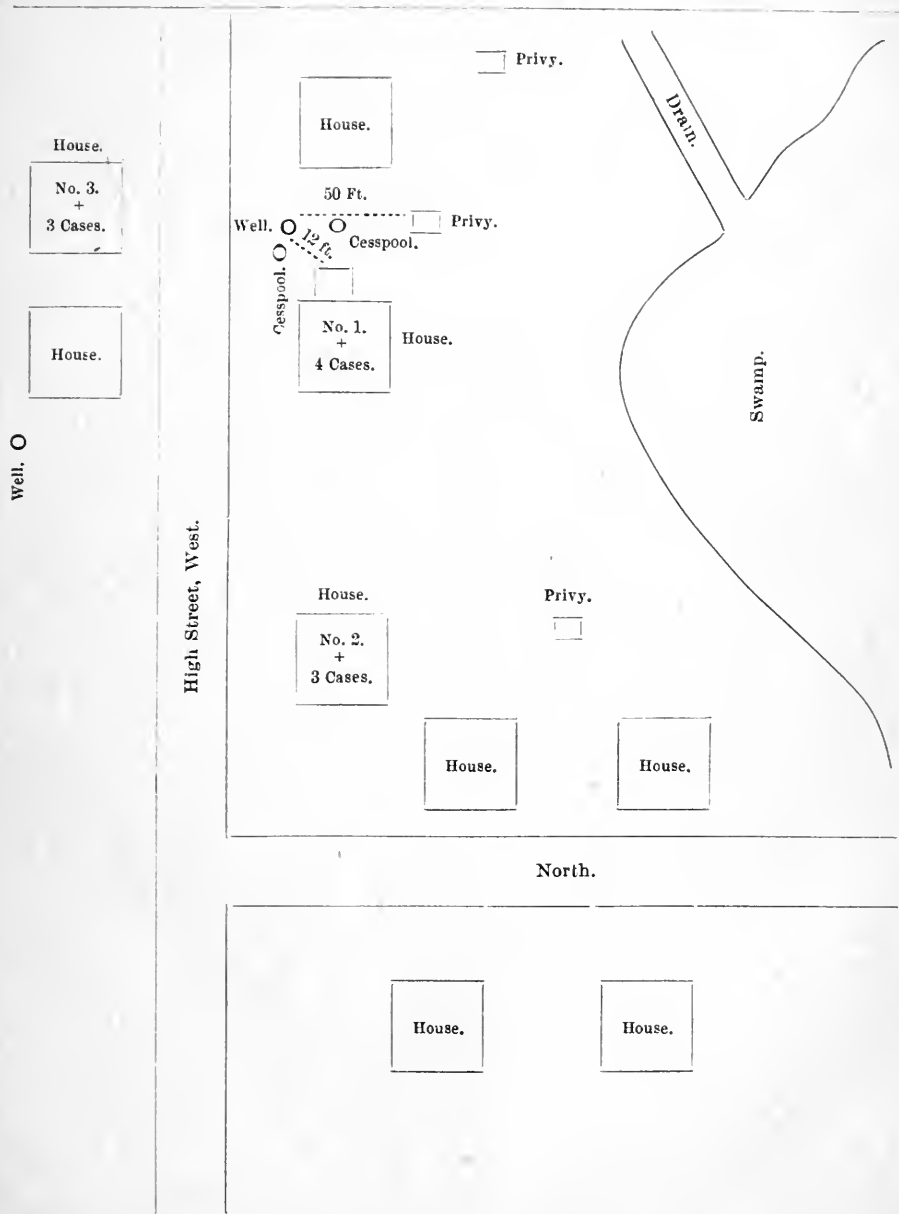 Privy.
Drain.
House.
House.
No. 3.
+
3 Cases.
50 Ft.
Well.
Privy.
12 ft.
Cesspool.
Cesspool.
House.
No. 1.
+
4 Cases.
House.
Swamp.
Well.
High Street, West.
House.
Privy.
No. 2.
+
3 Cases.
House.
House.
North.
House.
House.